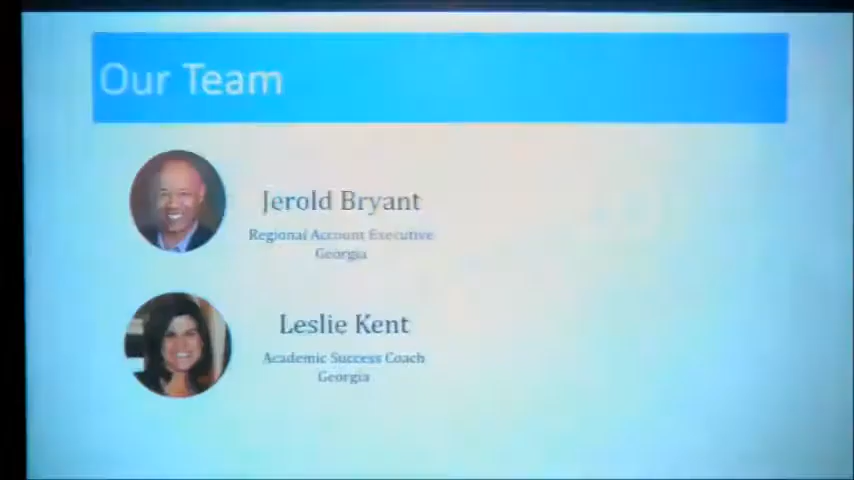 Our Team
Jerold Bryant
Regional Account Executive
Georgia
Leslie Kent
Academic Success Coach
Georgia